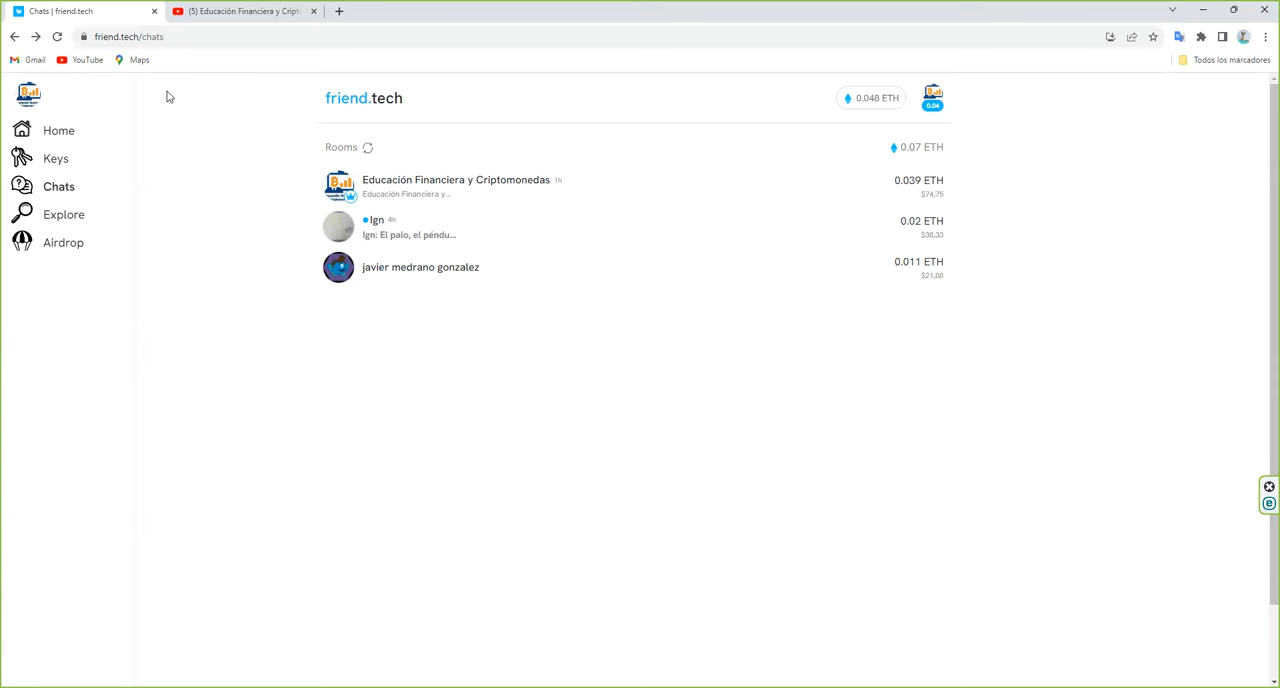 Chats | friend.tech
(5) Educación Financiera y Cript
friend.tech/chats
Gmail
YouTube
Maps
Todos los marcadores
Home
Keys
Chats
Explore
Airdrop
friend.tech
0.048 ETH
0.04
Rooms
0.07 ETH
Educación Financiera y Criptomonedas 1h
0.039 ETH
Educación Financiera y...
$74,75
Ign 4h
0.02 ETH
Ign: El palo, el péndu...
$38,33
javier medrano gonzalez
0.011 ETH
$21,08